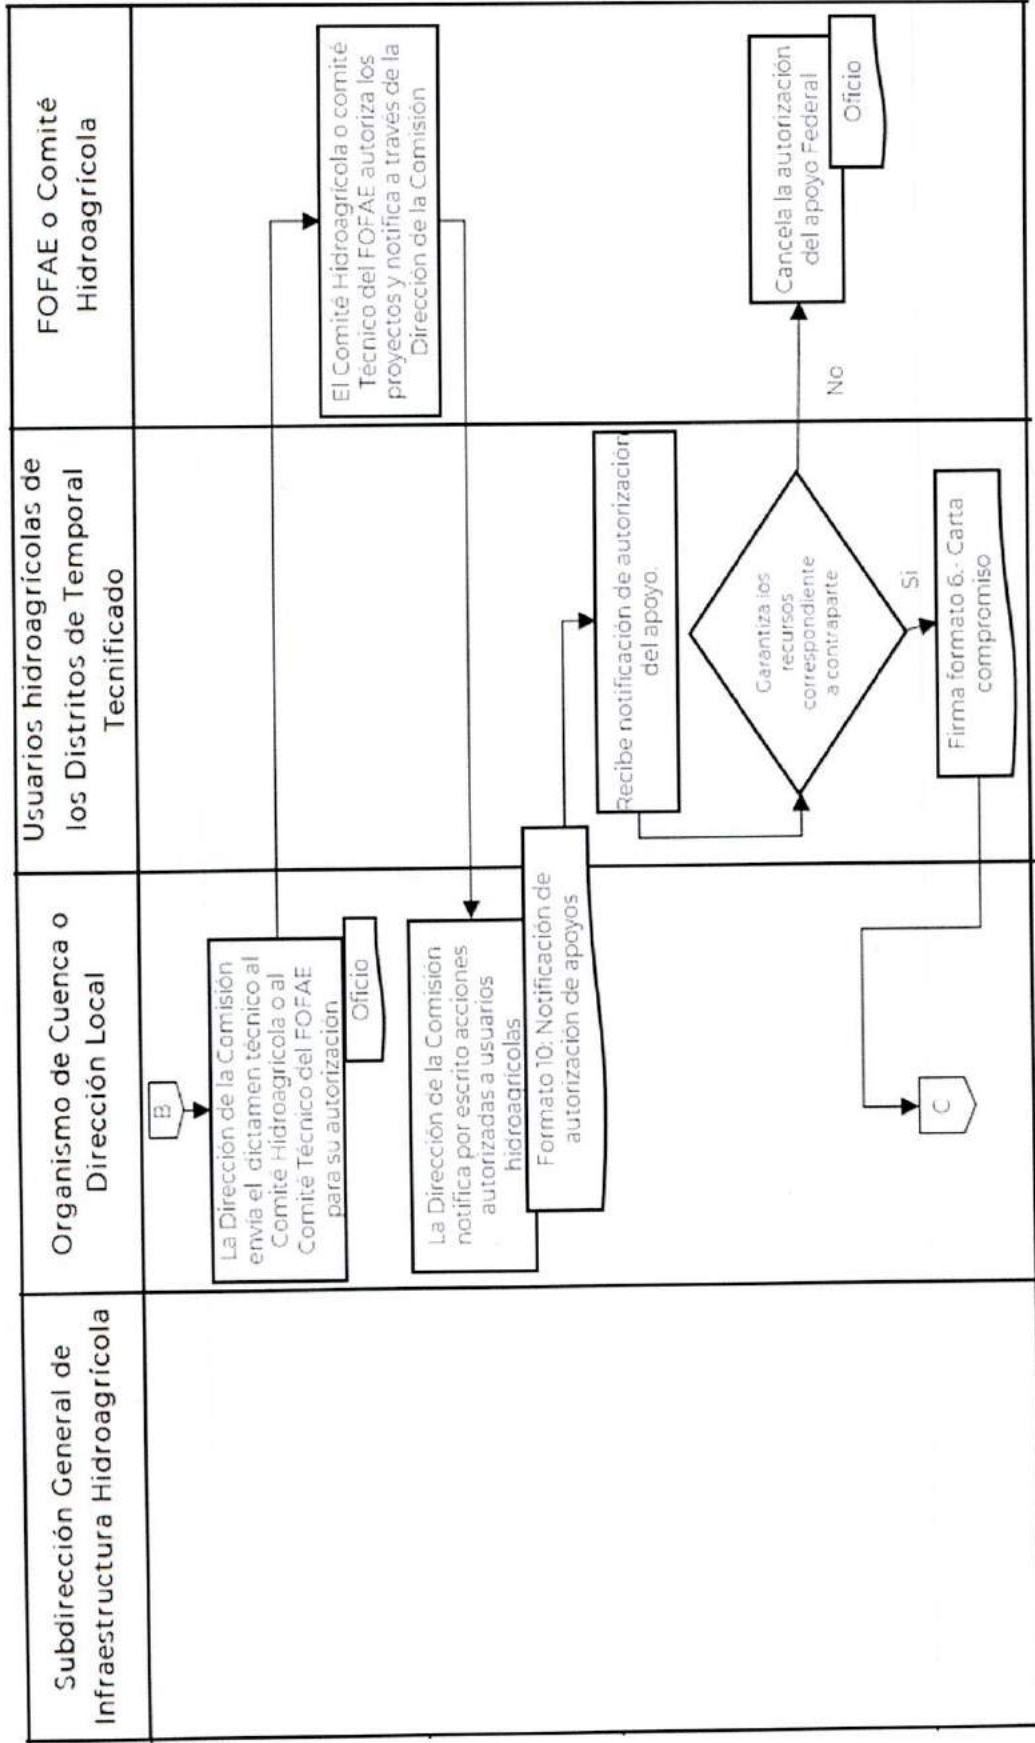 Subdirección General de
Infraestructura Hidroagrícola
Organismo de Cuenca o
Dirección Local
Usuarios hidroagrícolas de
los Distritos de Temporal
Tecnificado
FOFAE o Comité
Hidroagrícola
B
La Dirección de la Comisión
envía el dictamen técnico al
Comité Hidroagrícola o al
Comité Técnico del FOFAE
para su autorización
Oficio
El Comité Hidroagrícola o comité
Técnico del FOFAE autoriza los
proyectos y notifica a través de la
Dirección de la Comisión
La Dirección de la Comisión
notifica por escrito acciones
autorizadas a usuarios
hidroagrícolas
Formato 10: Notificación de
autorización de apoyos
Recibe notificación de autorización
del apoyo.
Garantiza los
recursos
correspondiente
a contraparte
No
Cancela la autorización
del apoyo Federal
Oficio
Si
Firma formato 6.- Carta
compromiso
C